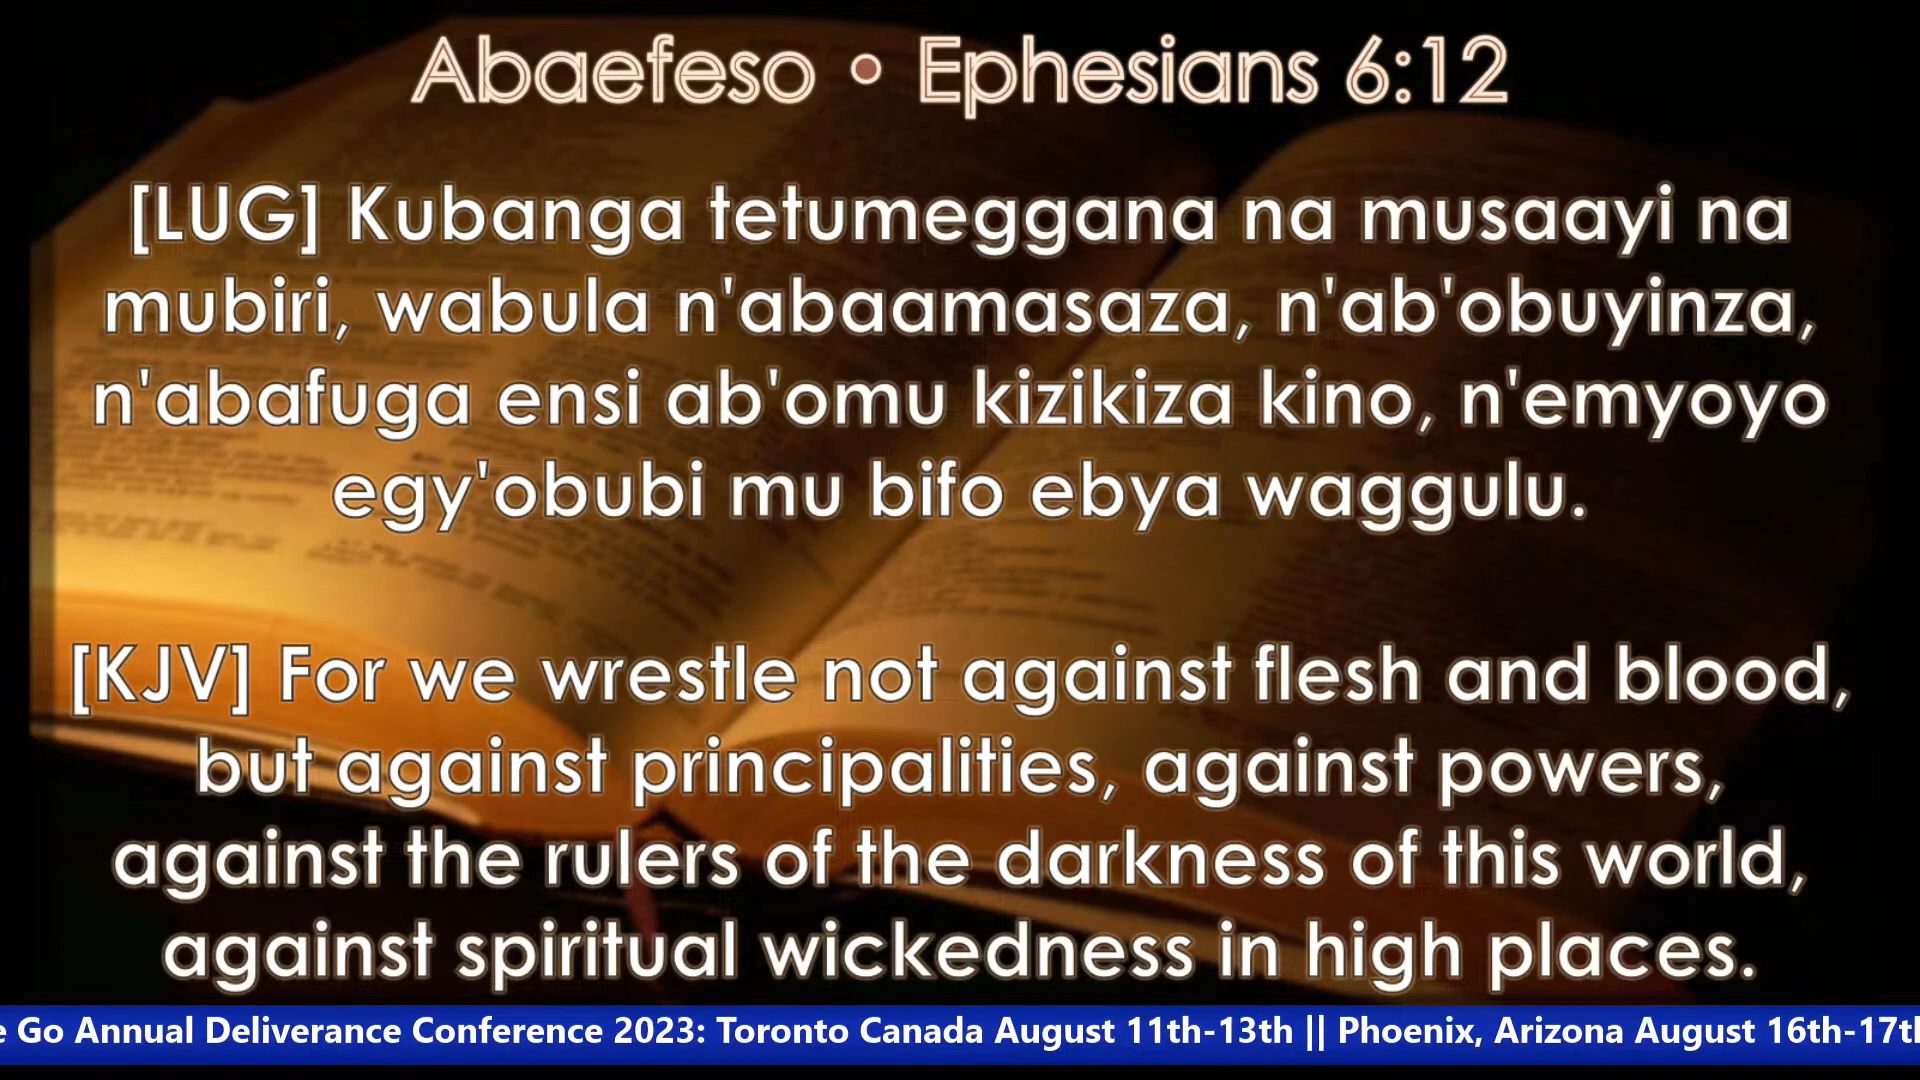 Abaefeso • Ephesians 6:12
[LUG] Kubanga tetumeggana na musaayi na
mubiri, wabula n'abaamasaza, n'ab'obuyinza,
n'abafuga ensi ab'omu kizikiza kino, n'emyoyo
egy'obubi mu bifo ebya waggulu.
[KJV] For we wrestle not against flesh and blood,
but against principalities, against powers,
against the rulers of the darkness of this world,
against spiritual wickedness in high places.
Go Annual Deliverance Conference 2023: Toronto Canada August 11th-13th || Phoenix, Arizona August 16th-17th